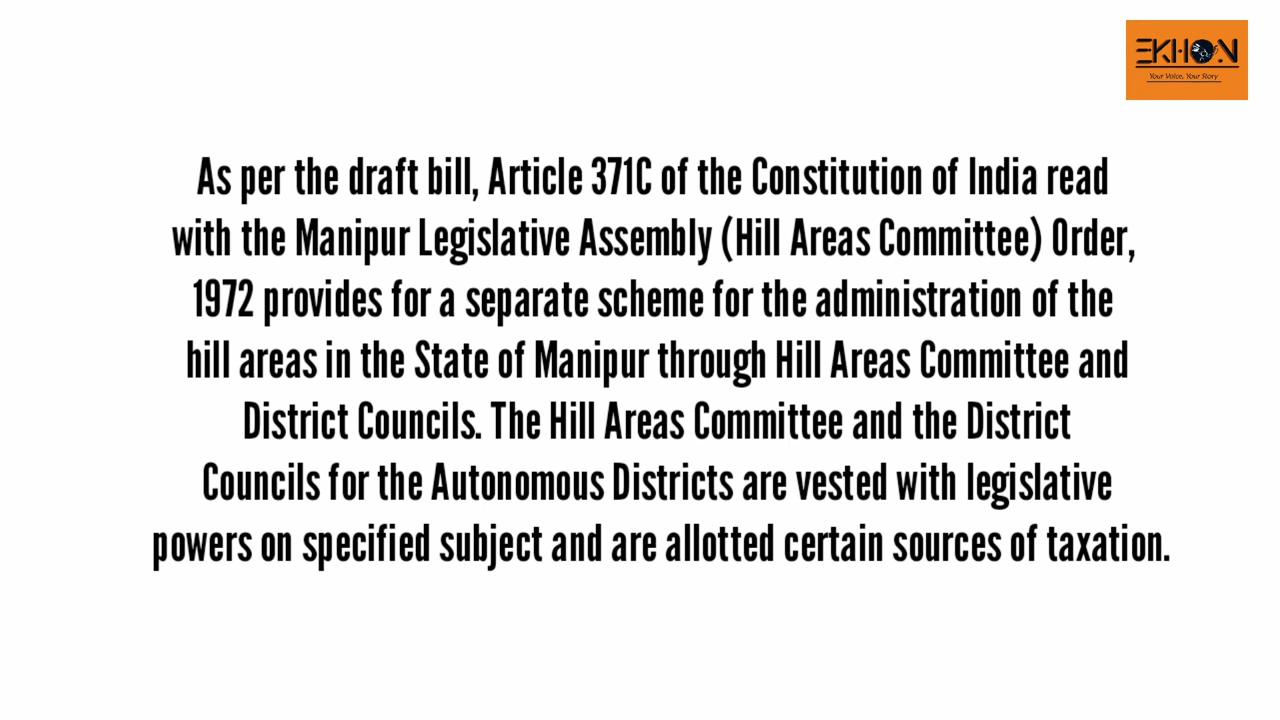 EKHON
Your Voice, Your Story
As per the draft bill, Article 371C of the Constitution of India read
with the Manipur Legislative Assembly (Hill Areas Committee) Order,
1972 provides for a separate scheme for the administration of the
hill areas in the State of Manipur through Hill Areas Committee and
District Councils. The Hill Areas Committee and the District
Councils for the Autonomous Districts are vested with legislative
powers on specified subject and are allotted certain sources of taxation.